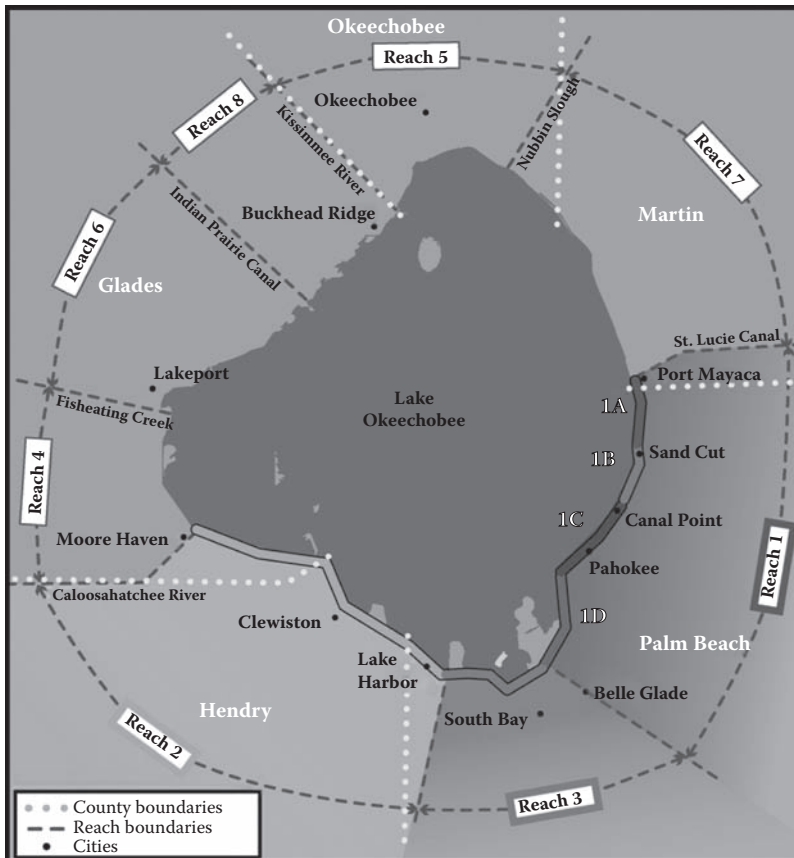 Okeechobee
Reach 5
Okeechobee
Reach 8
Kissimmee River
Nubbin Slough
Reach 7
Buckhead Ridge
Indian Prairie Canal
Martin
Reach 6
Glades
St. Lucie Canal
Lakeport
Port Mayaca
Lake
Okeechobee
1A
Fisheating Creek
Sand Cut
1B
Reach 4
1C
Canal Point
Moore Haven
Pahokee
Reach 1
Caloosahatchee River
Clewiston
1D
Palm Beach
Lake
Harbor
Belle Glade
Hendry
South Bay
Reach 2
Reach 3
County boundaries
Reach boundaries
Cities